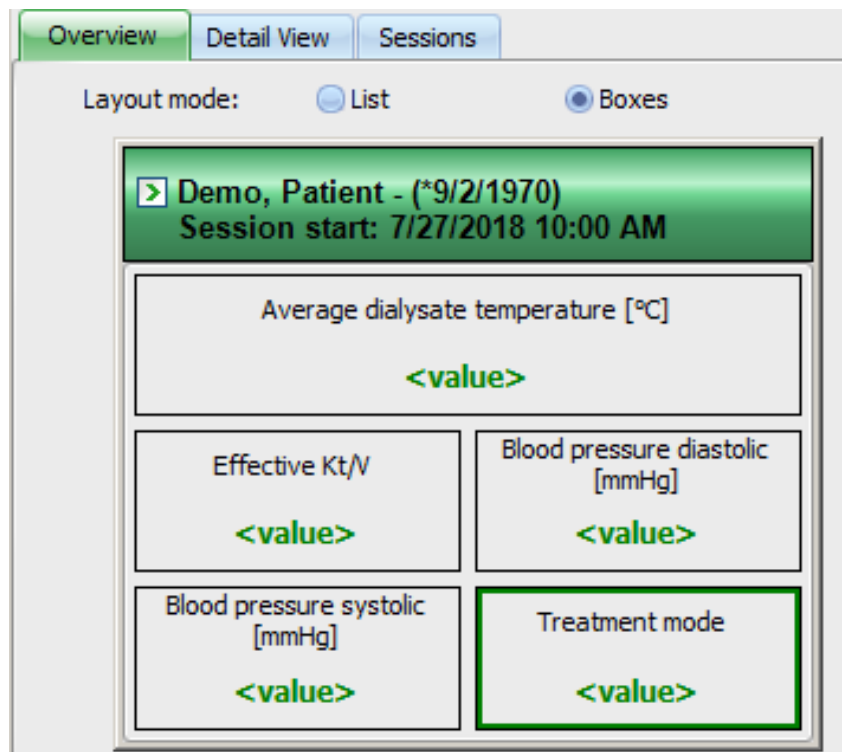 Overview Detail View Sessions
Layout mode: List Boxes
Demo, Patient - (*9/2/1970)
Session start: 7/27/2018 10:00 AM
Average dialysate temperature [°C]
<value>
Effective Kt/V
<value>
Blood pressure diastolic
[mmHg]
<value>
Blood pressure systolic
[mmHg]
<value>
Treatment mode
<value>